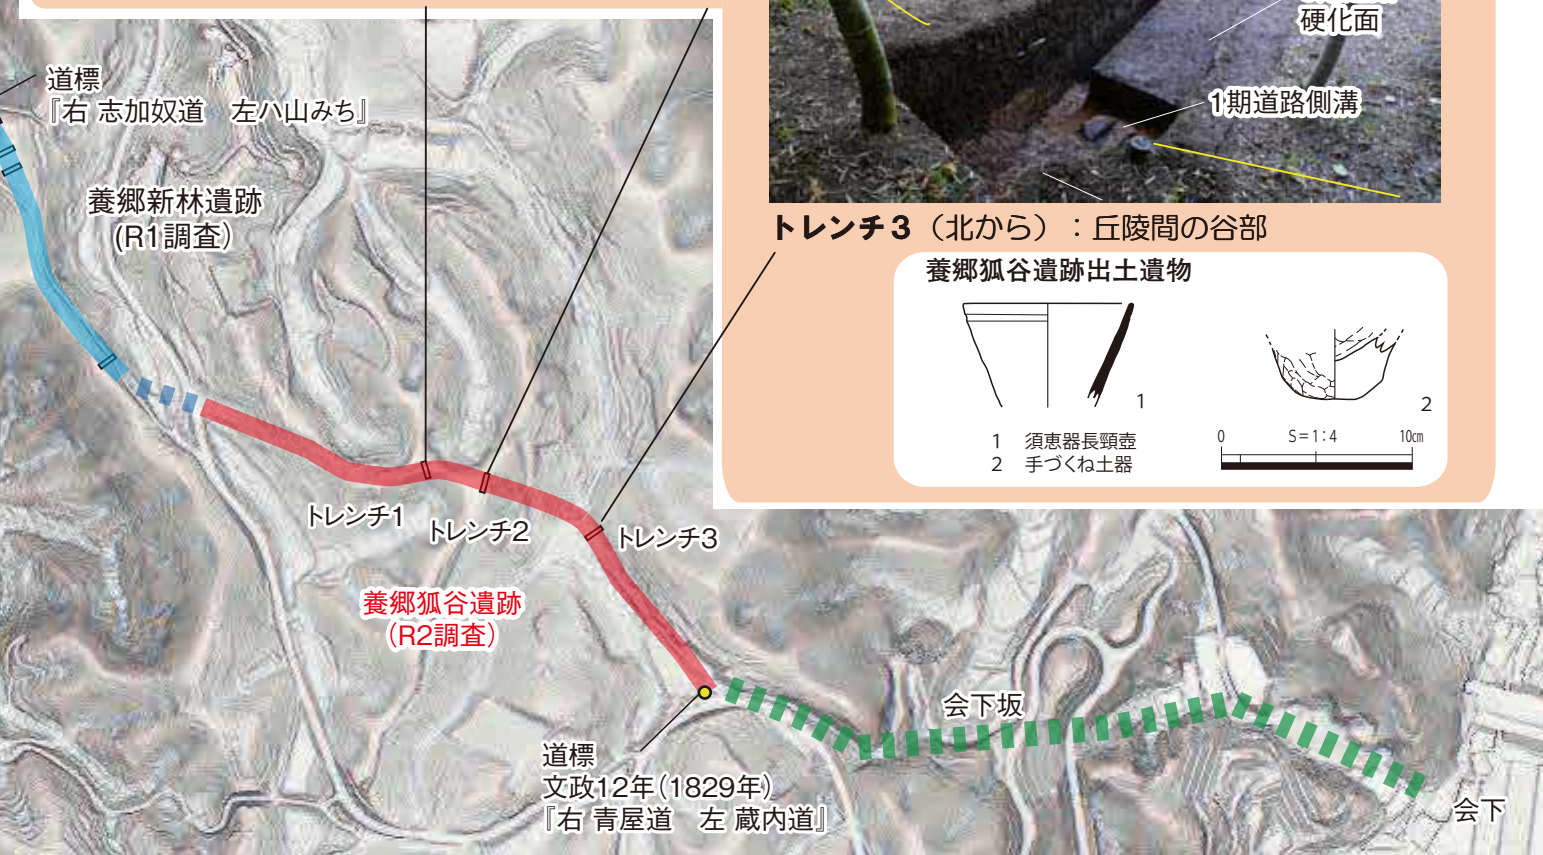 硬化面
1期道路側溝
トレンチ3（北から）：丘陵間の谷部
養郷狐谷遺跡出土遺物
1
2
1　須恵器長頸壺
2　手づくね土器
0　S=1:4　10cm
道標
『右 志加奴道　左ハ山みち』
養郷新林遺跡
(R1調査)
トレンチ1
トレンチ2
トレンチ3
養郷狐谷遺跡
(R2調査)
道標
文政12年(1829年)
『右 青屋道　左 蔵内道』
会下坂
会下